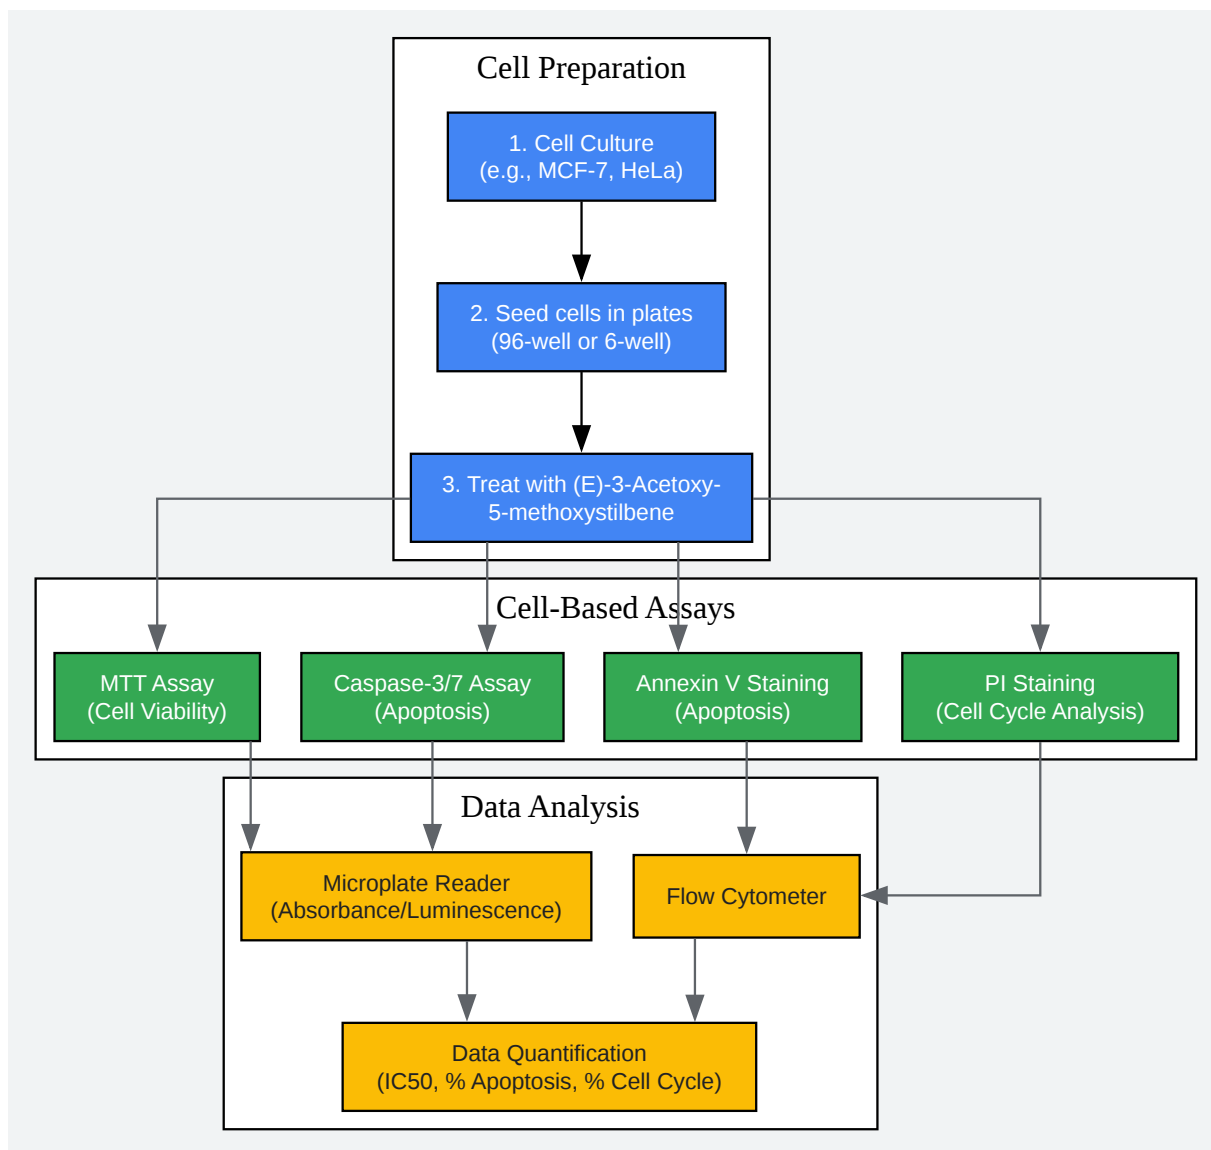 Cell Preparation
1. Cell Culture
(e.g., MCF-7, HeLa)
2. Seed cells in plates
(96-well or 6-well)
3. Treat with (E)-3-Acetoxy-
5-methoxystilbene
Cell-Based Assays
MTT Assay
(Cell Viability)
Caspase-3/7 Assay
(Apoptosis)
Annexin V Staining
(Apoptosis)
PI Staining
(Cell Cycle Analysis)
Data Analysis
Microplate Reader
(Absorbance/Luminescence)
Flow Cytometer
Data Quantification
(IC50, % Apoptosis, % Cell Cycle)